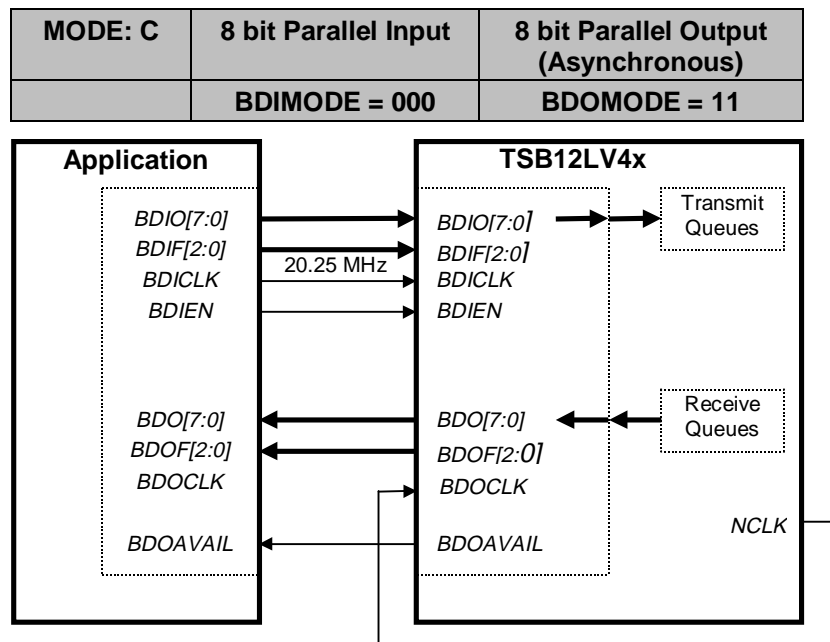 MODE: C 8 bit Parallel Input 8 bit Parallel Output
(Asynchronous)
BDIMODE = 000 BDOMODE = 11
Application TSB12LV4x
BDIO[7:0] BDIO[7:0] Transmit
Queues
BDIF[2:0] BDIF[2:0]
20.25 MHz
BDICLK BDICLK
BDIEN BDIEN
BDO[7:0] BDO[7:0] Receive
Queues
BDOF[2:0] BDOF[2:0]
BDOCLK BDOCLK
NCLK
BDOAVAIL BDOAVAIL